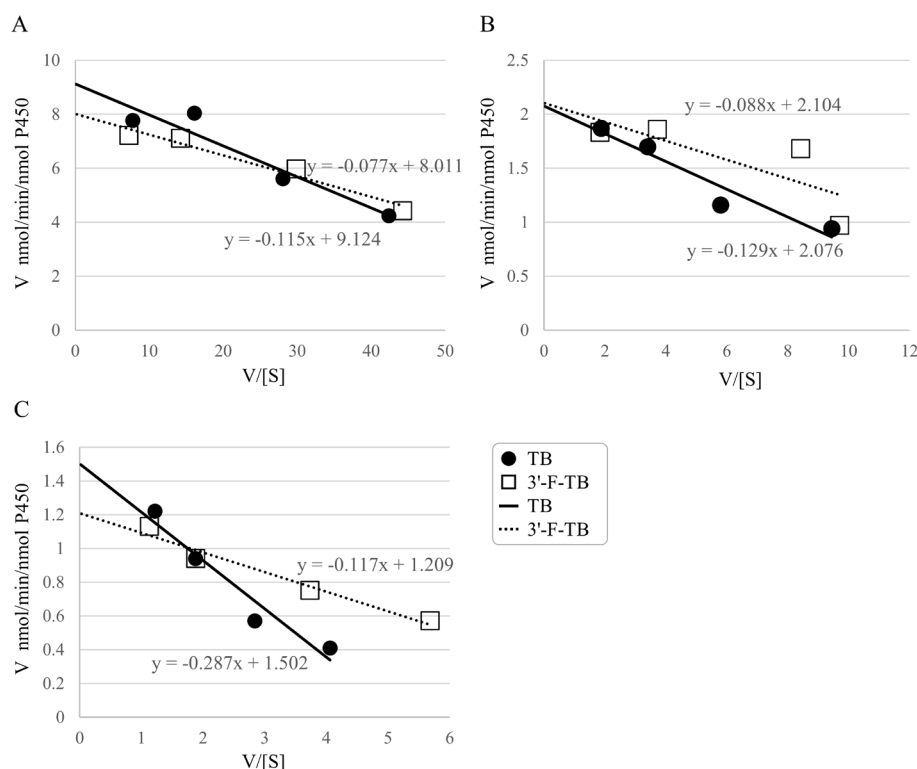 A
V nmol/min/nmol P450
10
8
6
4
2
0
0 10 20 30 40 50
V/[S]
y = -0.077x + 8.011
y = -0.115x + 9.124
B
V nmol/min/nmol P450
2.5
2
1.5
1
0.5
0
0 2 4 6 8 10 12
V/[S]
y = -0.088x + 2.104
y = -0.129x + 2.076
C
V nmol/min/nmol P450
1.6
1.4
1.2
1
0.8
0.6
0.4
0.2
0
0 1 2 3 4 5 6
V/[S]
y = -0.117x + 1.209
y = -0.287x + 1.502
TB
3'-F-TB
TB
3'-F-TB